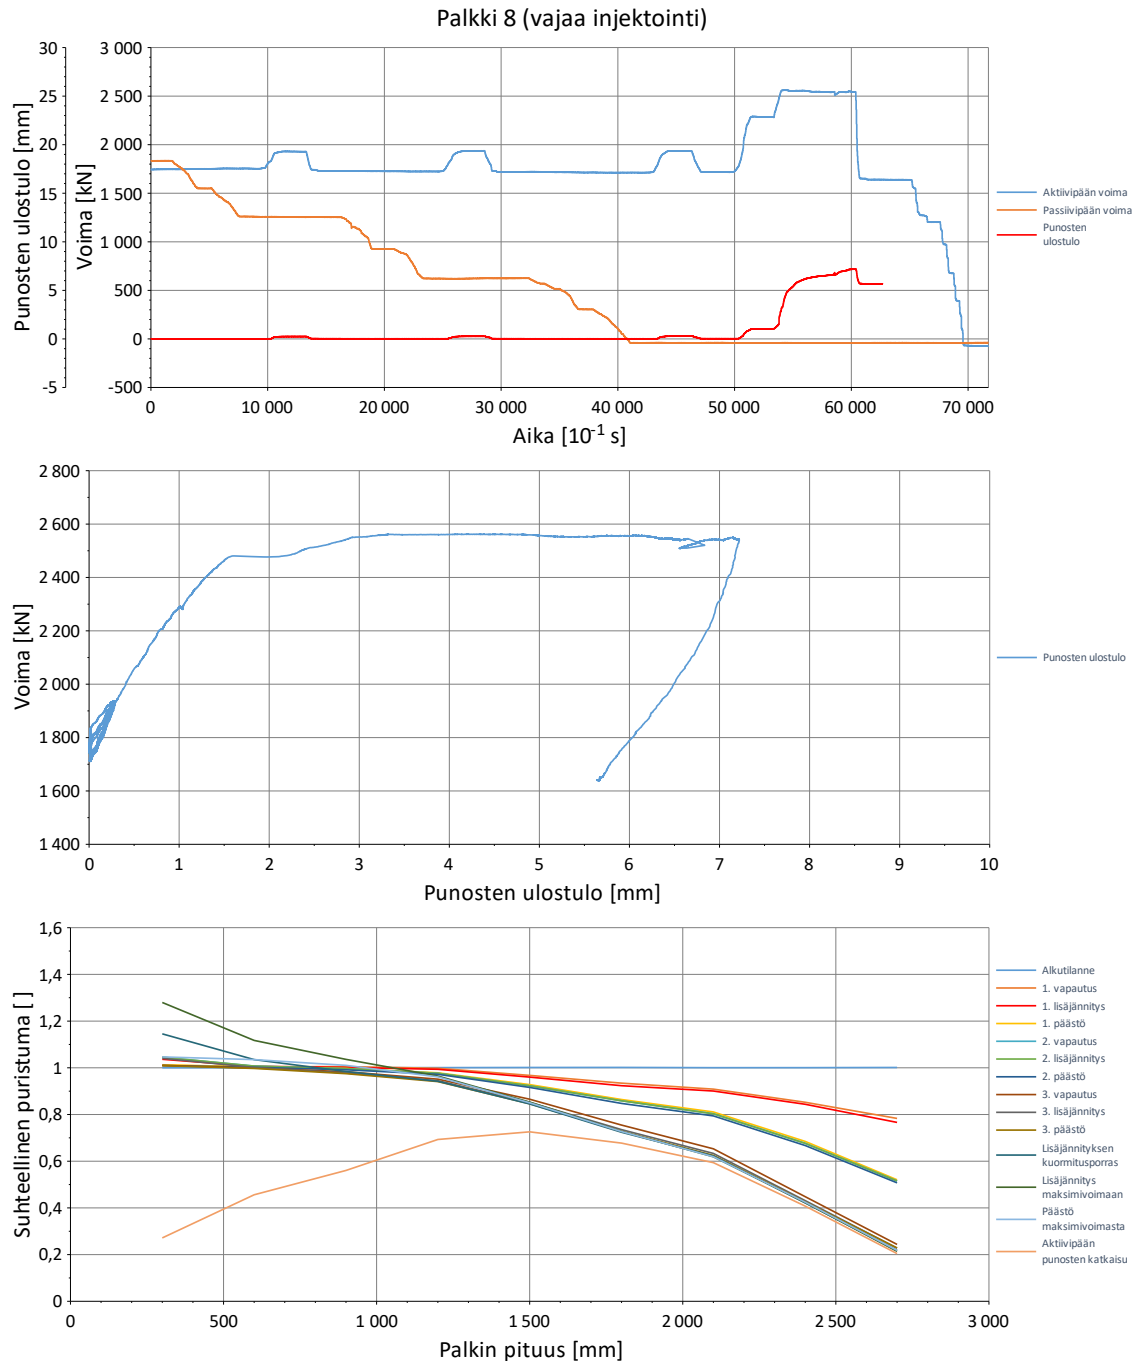 Palkki 8 (vajaa injektointi)
30
25
20
15
10
5
0
-5
Punosten ulostulo [mm]
3 000
2 500
2 000
1 500
1 000
500
0
-500
Voima [kN]
0
10 000
20 000
30 000
40 000
50 000
60 000
70 000
Aika [10⁻¹ s]
Aktiivipään voima
Passiivipään voima
Punosten
ulostulo
2 800
2 600
2 400
2 200
2 000
1 800
1 600
1 400
Voima [kN]
0
1
2
3
4
5
6
7
8
9
10
Punosten ulostulo [mm]
Punosten ulostulo
1,6
1,4
1,2
1
0,8
0,6
0,4
0,2
0
Suhteellinen puristuma [ ]
0
500
1 000
1 500
2 000
2 500
3 000
Palkin pituus [mm]
Alkutilanne
1. vapautus
1. lisäjännitys
1. päästö
2. vapautus
2. lisäjännitys
2. päästö
3. vapautus
3. lisäjännitys
3. päästö
Lisäjännityksen
kuormitusporras
Lisäjännitys
maksimivoimaan
Päästö
maksimivoimasta
Aktiivipään
punosten katkaisu